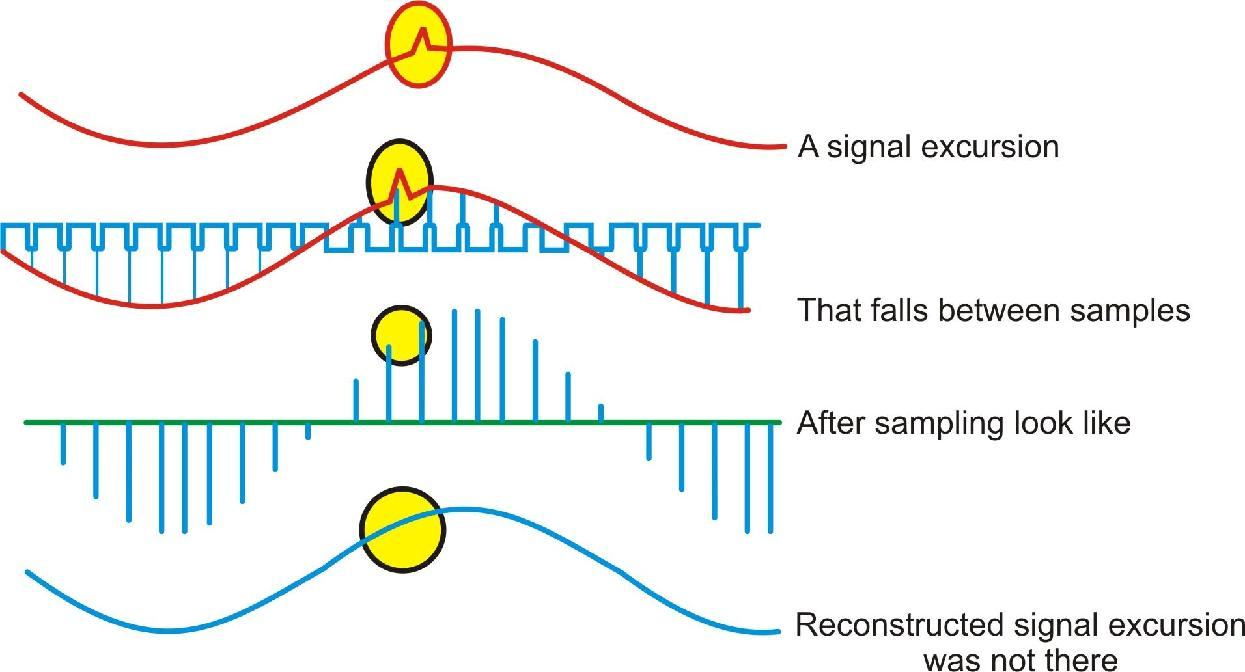 A signal excursion
That falls between samples
After sampling look like
Reconstructed signal excursion
was not there